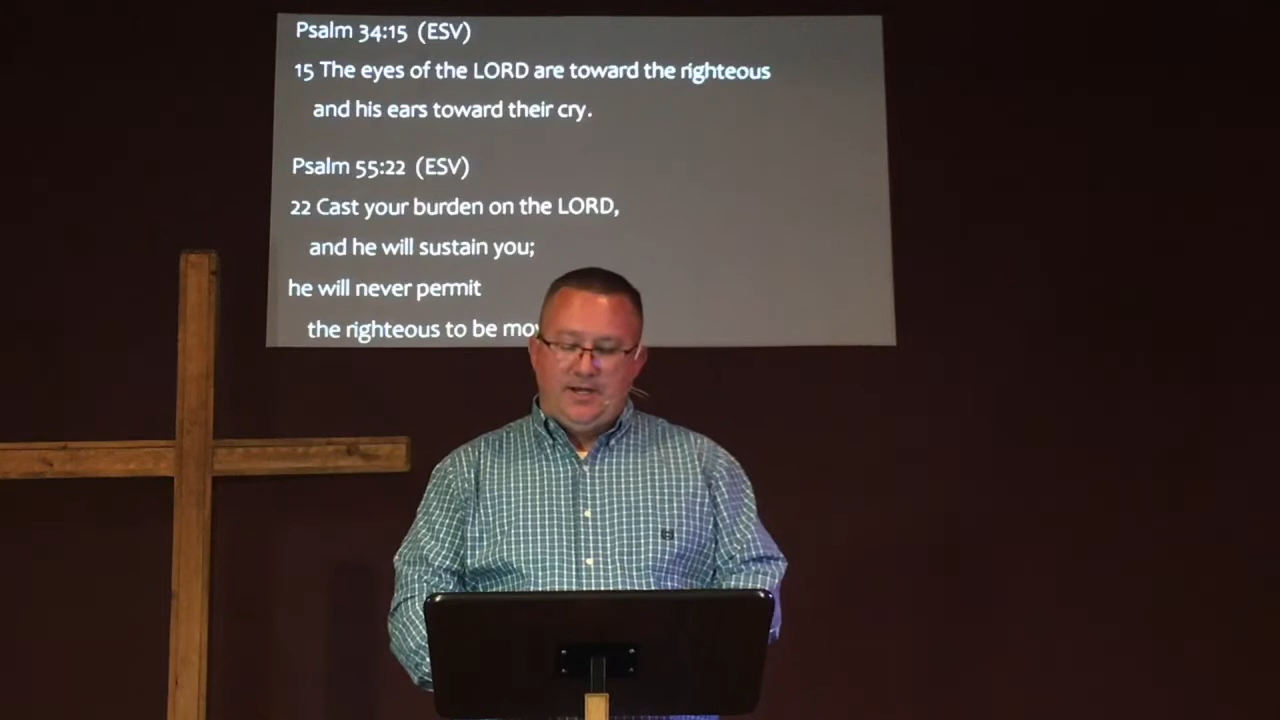 Psalm 34:15 (ESV)
15 The eyes of the LORD are toward the righteous
and his ears toward their cry.
Psalm 55:22 (ESV)
22 Cast your burden on the LORD,
and he will sustain you;
he will never permit
the righteous to be